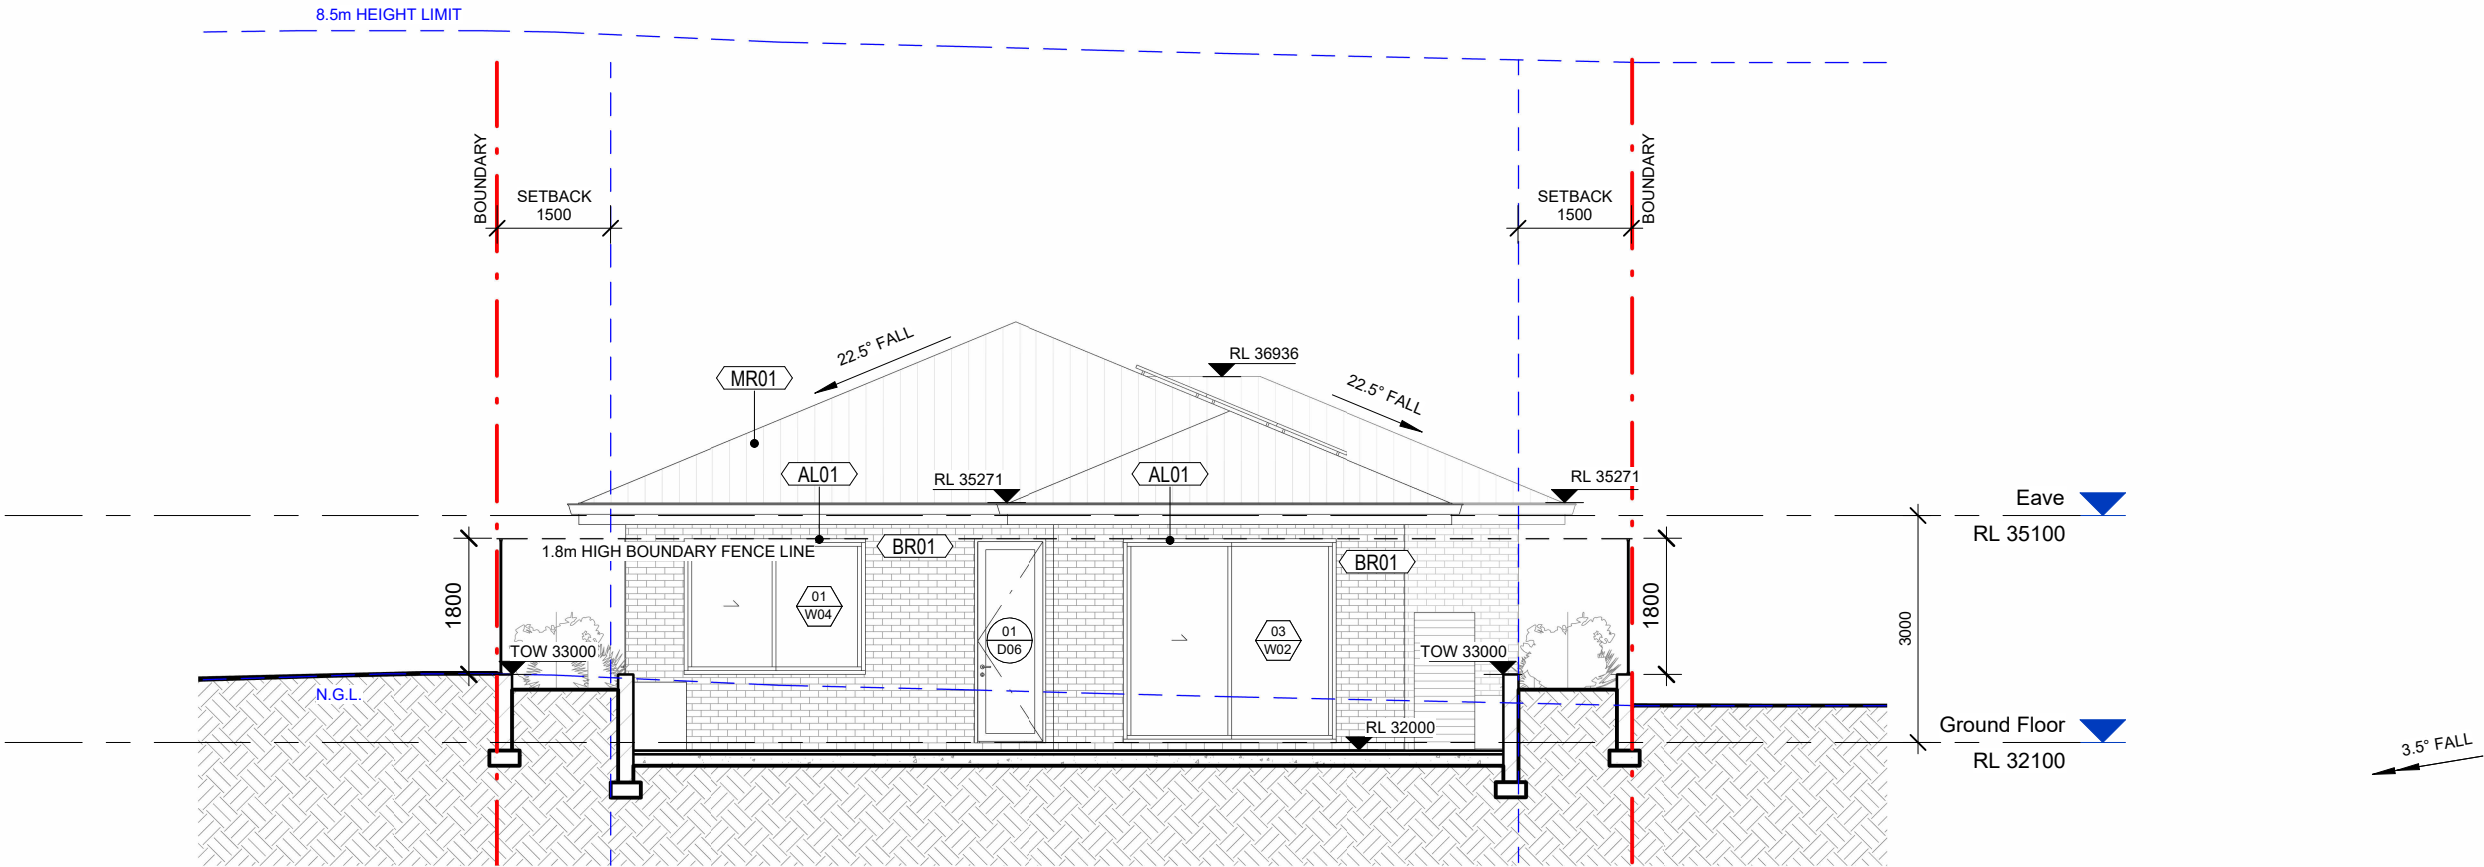 8.5m HEIGHT LIMIT
BOUNDARY
SETBACK
1500
SETBACK
1500
BOUNDARY
22.5° FALL
RL 36936
MR01
22.5° FALL
AL01
RL 35271
AL01
RL 35271
Eave
RL 35100
1.8m HIGH BOUNDARY FENCE LINE
BR01
BR01
1800
01
W04
01
D06
03
W02
1800
3000
TOW 33000
TOW 33000
N.G.L.
RL 32000
Ground Floor
RL 32100
3.5° FALL